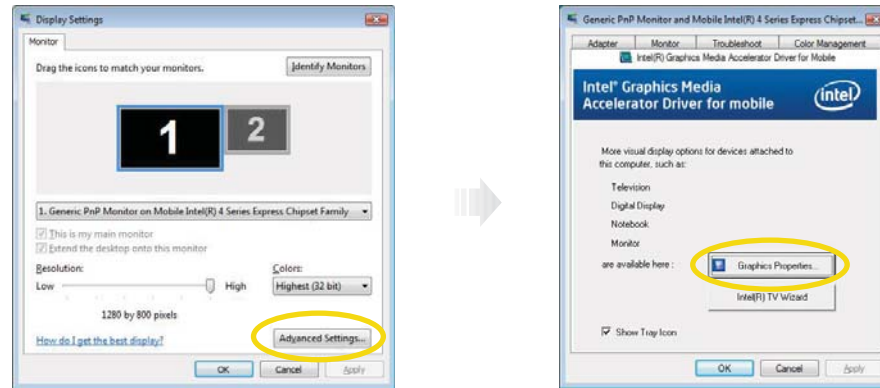 Display Settings
Monitor
Drag the icons to match your monitors.
Identify Monitors
1
2
1. Generic PnP Monitor on Mobile Intel(R) 4 Series Express Chipset Family
This is my main monitor
Extend the desktop onto this monitor
Resolution:
Colors:
Low
High
Highest (32 bit)
1280 by 800 pixels
How do I get the best display?
Advanced Settings...
OK
Cancel
Apply
Generic PnP Monitor and Mobile Intel(R) 4 Series Express Chipset...
Adapter
Monitor
Troubleshoot
Color Management
Intel(R) Graphics Media Accelerator Driver for Mobile
Intel® Graphics Media
Accelerator Driver for mobile
intel
More visual display options for devices attached to
this computer, such as:
Television
Digital Display
Notebook
Monitor
are available here :
Graphics Properties...
Intel(R) TV Wizard
Show Tray Icon
OK
Cancel
Apply